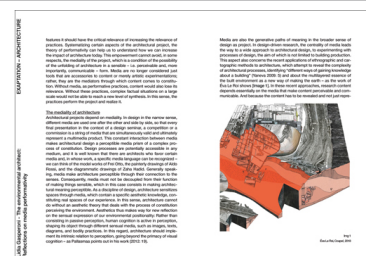 EXAPTATION – ARCHITECTURE
Lidia Gasperoni - The environmental architect:
Reflections on media performativity
features it should have the critical relevance of increasing the relevance of
practices. Systematizing certain aspects of the architectural project, the
theory of performativity can help us to understand how we can increase
the impact of architecture today. This empowerment cannot avoid, in some
respects, the mediality of the project, which is a condition of the possibility
of the unfolding of architecture in a sensible - i.e. perceivable and, more
importantly, communicable - form. Media are no longer considered just
tools that are accessories to content or merely artistic experimentations;
rather, they are the mediators through which content comes to constitu-
tion. Without media, as performative practices, content would also lose its
relevance. Without these practices, complex factual situations on a large
scale would not be able to reach a new level of synthesis. In this sense, the
practices perform the project and realize it.
The mediality of architecture
Architectural projects depend on mediality. In design in the narrow sense,
different media are used one after the other and side by side, so that every
final presentation in the context of a design seminar, a competition or a
commission is a string of media that are simultaneously valid and ultimately
represent a multimedia product. This constant interaction between media
makes architectural design a perceptible media prism of a complex pro-
cess of constitution. Design processes are potentially accessible in any
medium, and it is well known that there are architects who favor certain
media and, in whose work, a specific media language can be recognized –
we can think of the model works of Frei Otto, the painterly drawings of Aldo
Rossi, and the diagrammatic drawings of Zaha Hadid. Generally speak-
ing, media make architecture perceptible through their connection to the
senses. Consequently, media must not be decoupled from their function
of making things sensible, which in this case consists in making architec-
tural meaning perceptible. As a discipline of design, architecture sensitizes
spaces through media, which contain a specific aesthetic knowledge, con-
stituting real spaces of our experience. In this sense, architecture cannot
do without an aesthetic theory that deals with the process of constitution
perceiving the environment. Aesthetics thus makes way for new reflection
on the sensual expression of our environmental positionality: Rather than
consisting in passive perception, human cognition is active in perception,
shaping its object through different sensual media, such as images, texts,
diagrams, and bodily practices. In this regard, architecture should imple-
ment its intrinsic relation to perception, going beyond the primacy of visual
cognition – as Pallasmaa points out in his work (2012: 19).
Media are also the generative paths of meaning in the broader sense of
design as project. In design-driven research, the centrality of media leads
the way to a wide approach to architectural design, to experimenting with
processes of design, the aim of which is not limited to building production.
This aspect also concerns the recent applications of ethnographic and car-
tographic methods to architecture, which attempt to reveal the complexity
of architectural processes, identifying "different ways of gaining knowledge
about a building" (Yaneva 2009: 5) and about the multilayered essence of
the built environment as a new way of making the earth – as the work of
Éva Le Roi shows [Image 1]. In these recent approaches, research content
depends essentially on the media that make content perceivable and com-
municable. And because the content has to be revealed and not just repre-
Img 1
Éva Le Roi, Dragset, 2016